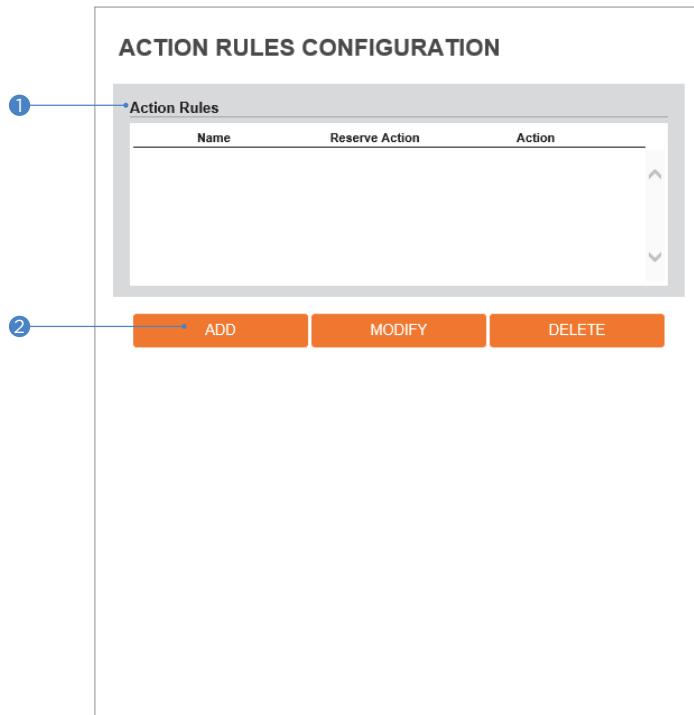 ACTION RULES CONFIGURATION
1
Action Rules
Name Reserve Action Action
2
ADD MODIFY DELETE